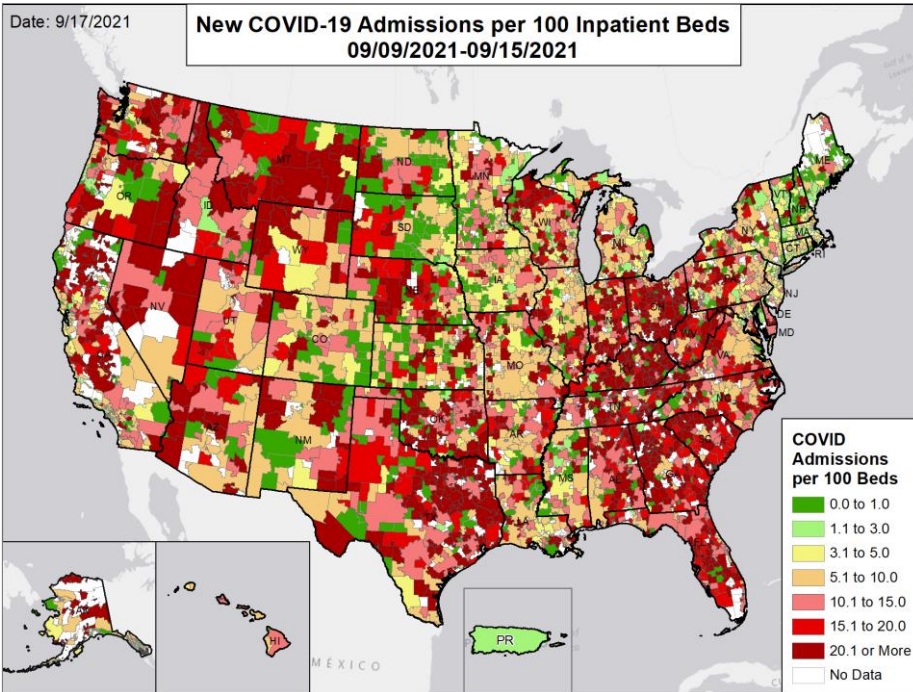 Date: 9/17/2021
New COVID-19 Admissions per 100 Inpatient Beds
09/09/2021-09/15/2021
MT
ND
MN
ME
OR
ID
SD
WI
VT
NH
NY
MA
CT
RI
WY
MI
IA
NV
UT
CO
NE
NJ
DE
MD
CA
KS
MO
IL
IN
OH
WV
VA
KY
AZ
NM
OK
AR
TN
NC
SC
TX
LA
MS
AL
GA
AK
HI
PR
MÉXICO
COVID
Admissions
per 100 Beds
0.0 to 1.0
1.1 to 3.0
3.1 to 5.0
5.1 to 10.0
10.1 to 15.0
15.1 to 20.0
20.1 or More
No Data